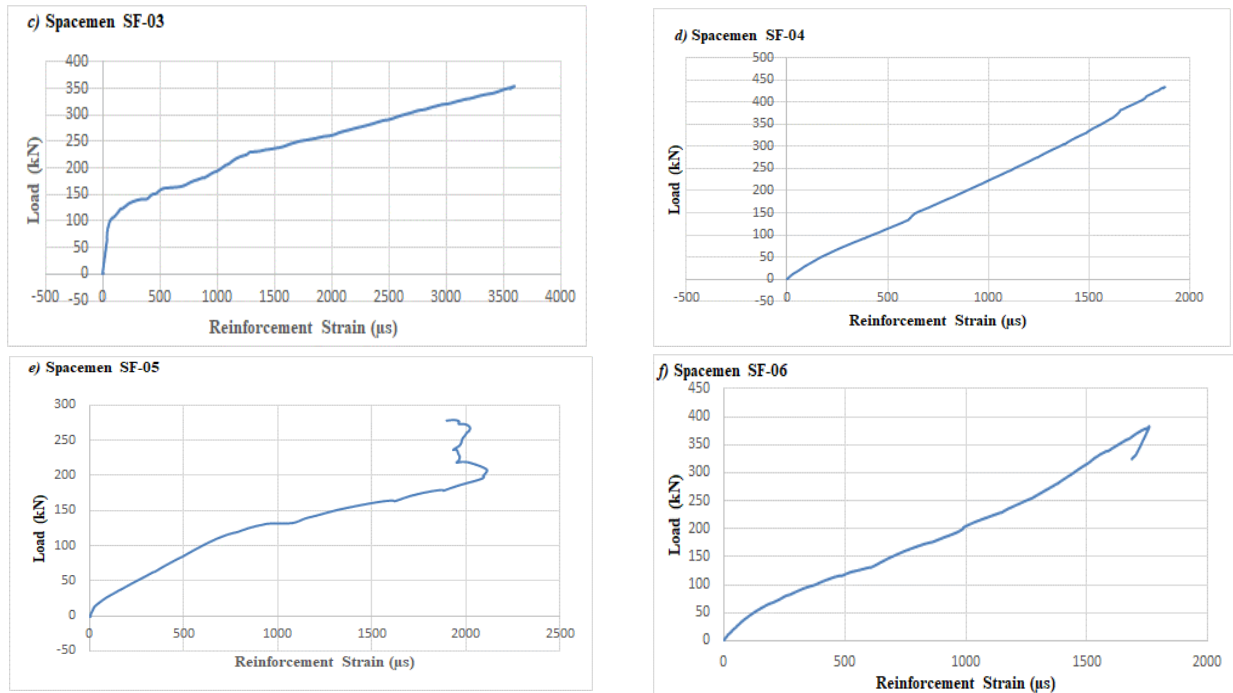 c) Spacemen SF-03
400
350
300
250
200
150
100
50
0
-50
-500 0 500 1000 1500 2000 2500 3000 3500 4000
Load (kN)
Reinforcement Strain (µs)
d) Spacemen SF-04
500
450
400
350
300
250
200
150
100
50
0
-50
-500 0 500 1000 1500 2000
Load (kN)
Reinforcement Strain (µs)
e) Spacemen SF-05
300
250
200
150
100
50
0
-50
0 500 1000 1500 2000 2500
Load (kN)
Reinforcement Strain (µs)
f) Spacemen SF-06
450
400
350
300
250
200
150
100
50
0
0 500 1000 1500 2000
Load (kN)
Reinforcement Strain (µs)